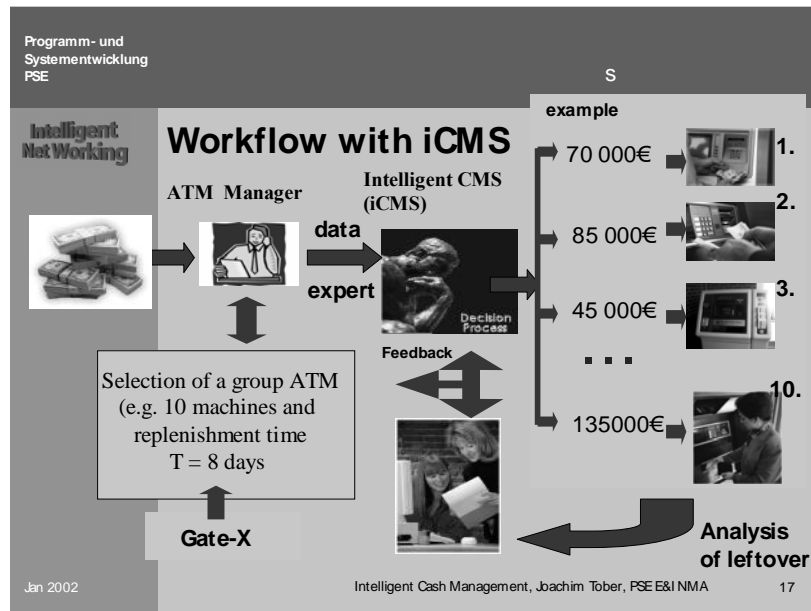 Programm- und
Systementwicklung
PSE
S
Intelligent
NetWorking
Workflow with iCMS
ATM Manager
Intelligent CMS
(iCMS)
data
expert
Decision
Process
Feedback
Selection of a group ATM
(e.g. 10 machines and
replenishment time
T = 8 days
Gate-X
example
70 000€
1.
85 000€
2.
45 000€
3.
...
135000€
10.
Analysis
of leftover
Jan 2002
Intelligent Cash Management, Joachim Tober, PSE E&I NMA
17